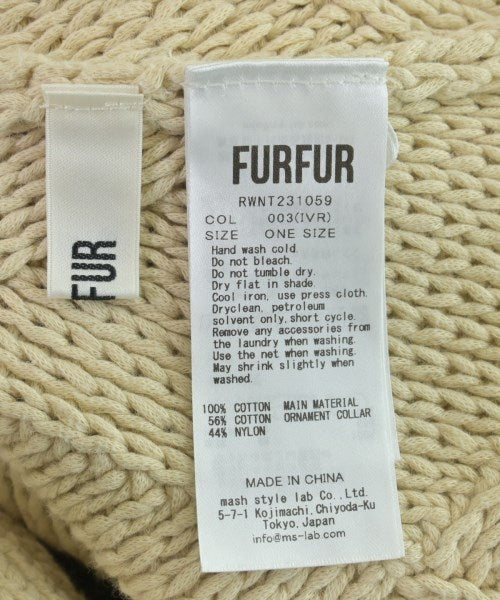 FUR
FURFUR
RWNT231059
COL 003(IVR)
SIZE ONE SIZE
Hand wash cold.
Do not bleach.
Do not tumble dry.
Dry flat in shade.
Cool iron, use press cloth.
Dryclean, petroleum
solvent only,short cycle.
Remove any accessories from
the laundry when washing.
Use the net when washing.
May shrink slightly when
washed.
100% COTTON MAIN MATERIAL
56% COTTON ORNAMENT COLLAR
44% NYLON
MADE IN CHINA
mash style lab Co.,Ltd.
5-7-1 Kojimachi,Chiyoda-Ku
Tokyo,Japan
info@ms-lab.com